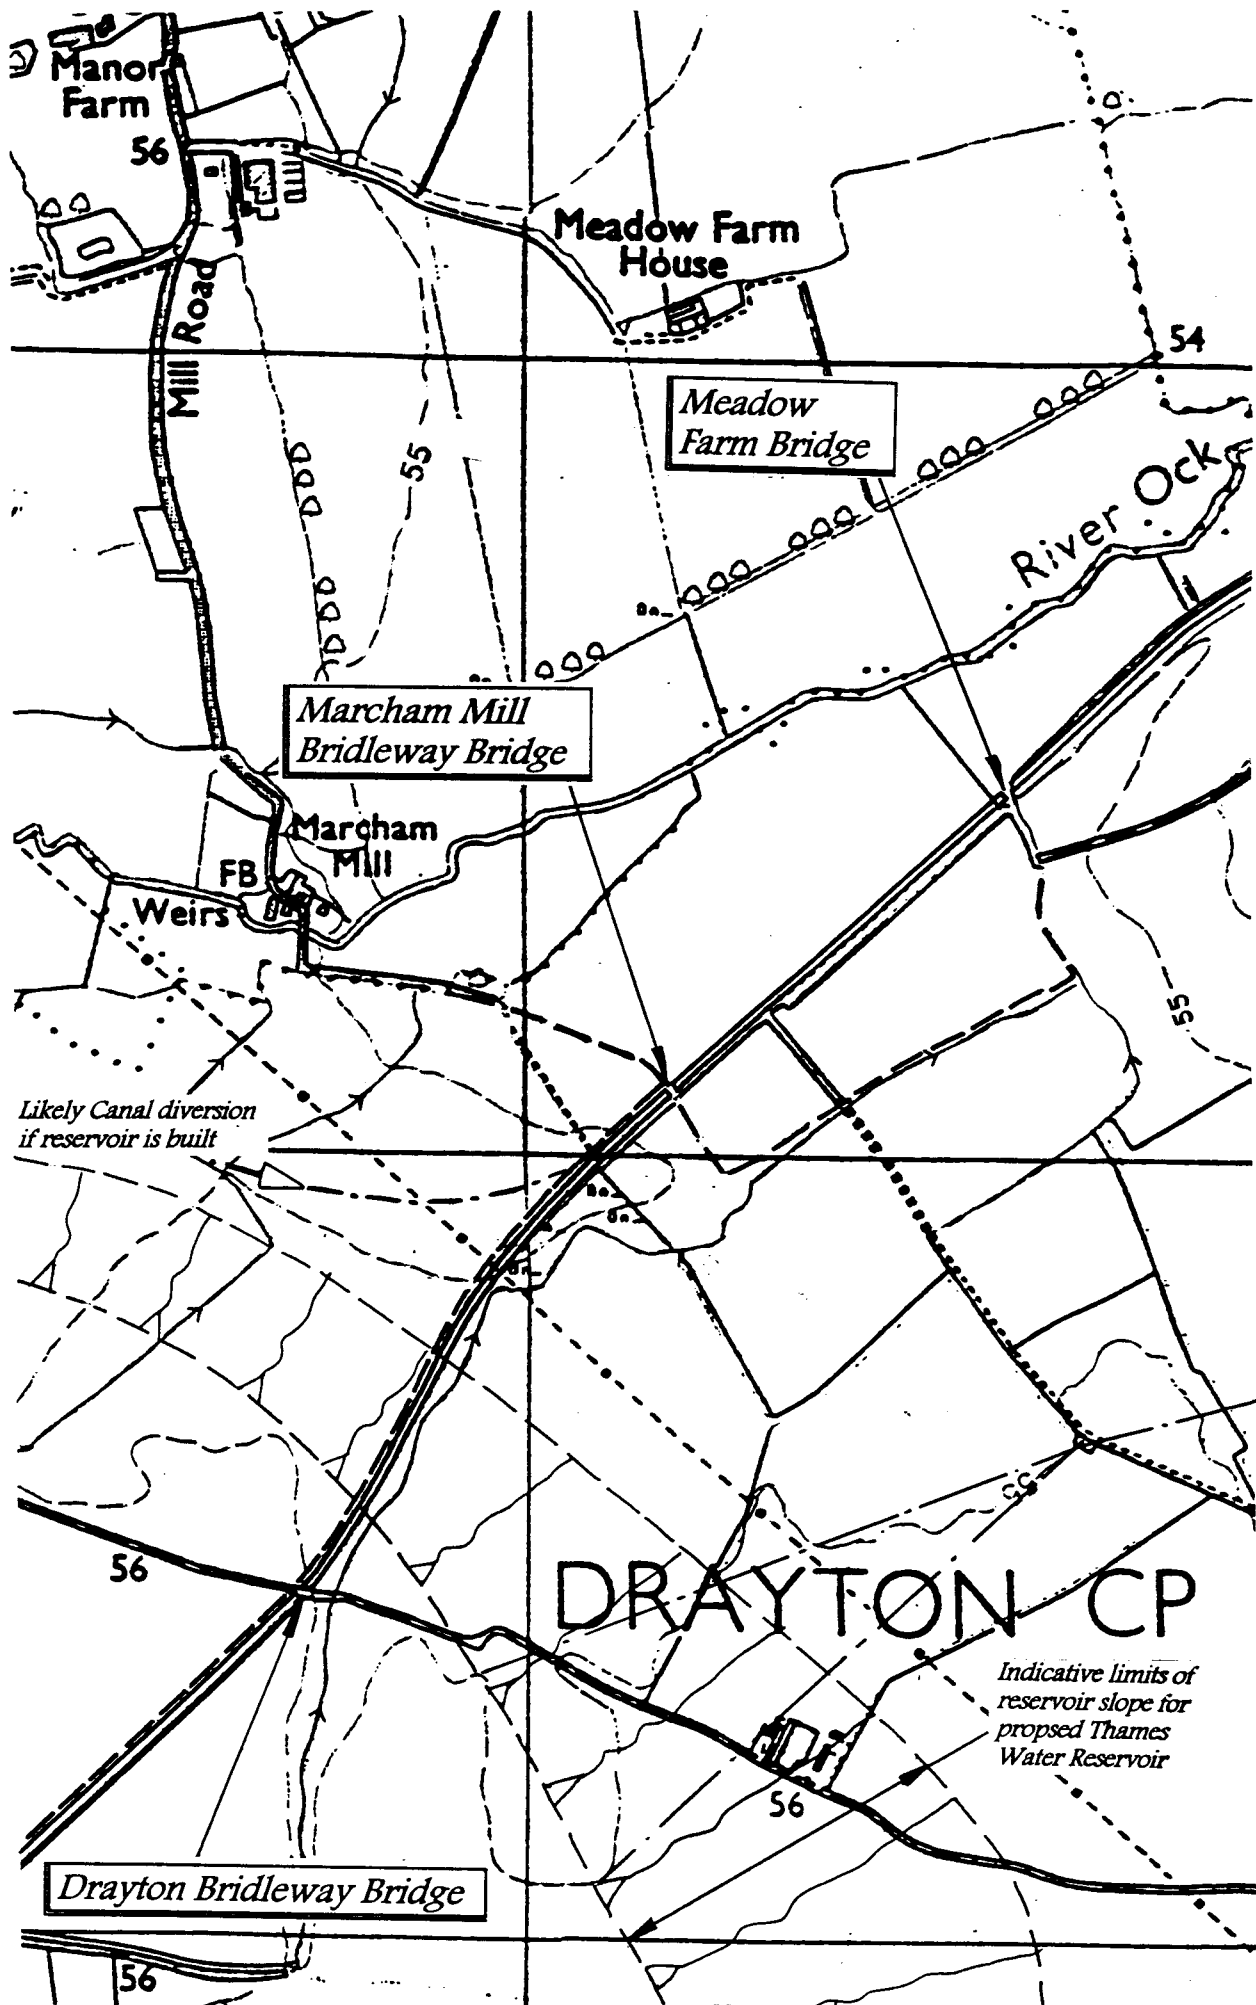 Manor
Farm
56
Meadow Farm
House
Mill Road
54
Meadow
Farm Bridge
55
River Ock
Marcham Mill
Bridleway Bridge
Marcham
Mill
FB
Weirs
55
Likely Canal diversion
if reservoir is built
56
DRAYTON CP
Indicative limits of
reservoir slope for
propsed Thames
Water Reservoir
56
Drayton Bridleway Bridge
56